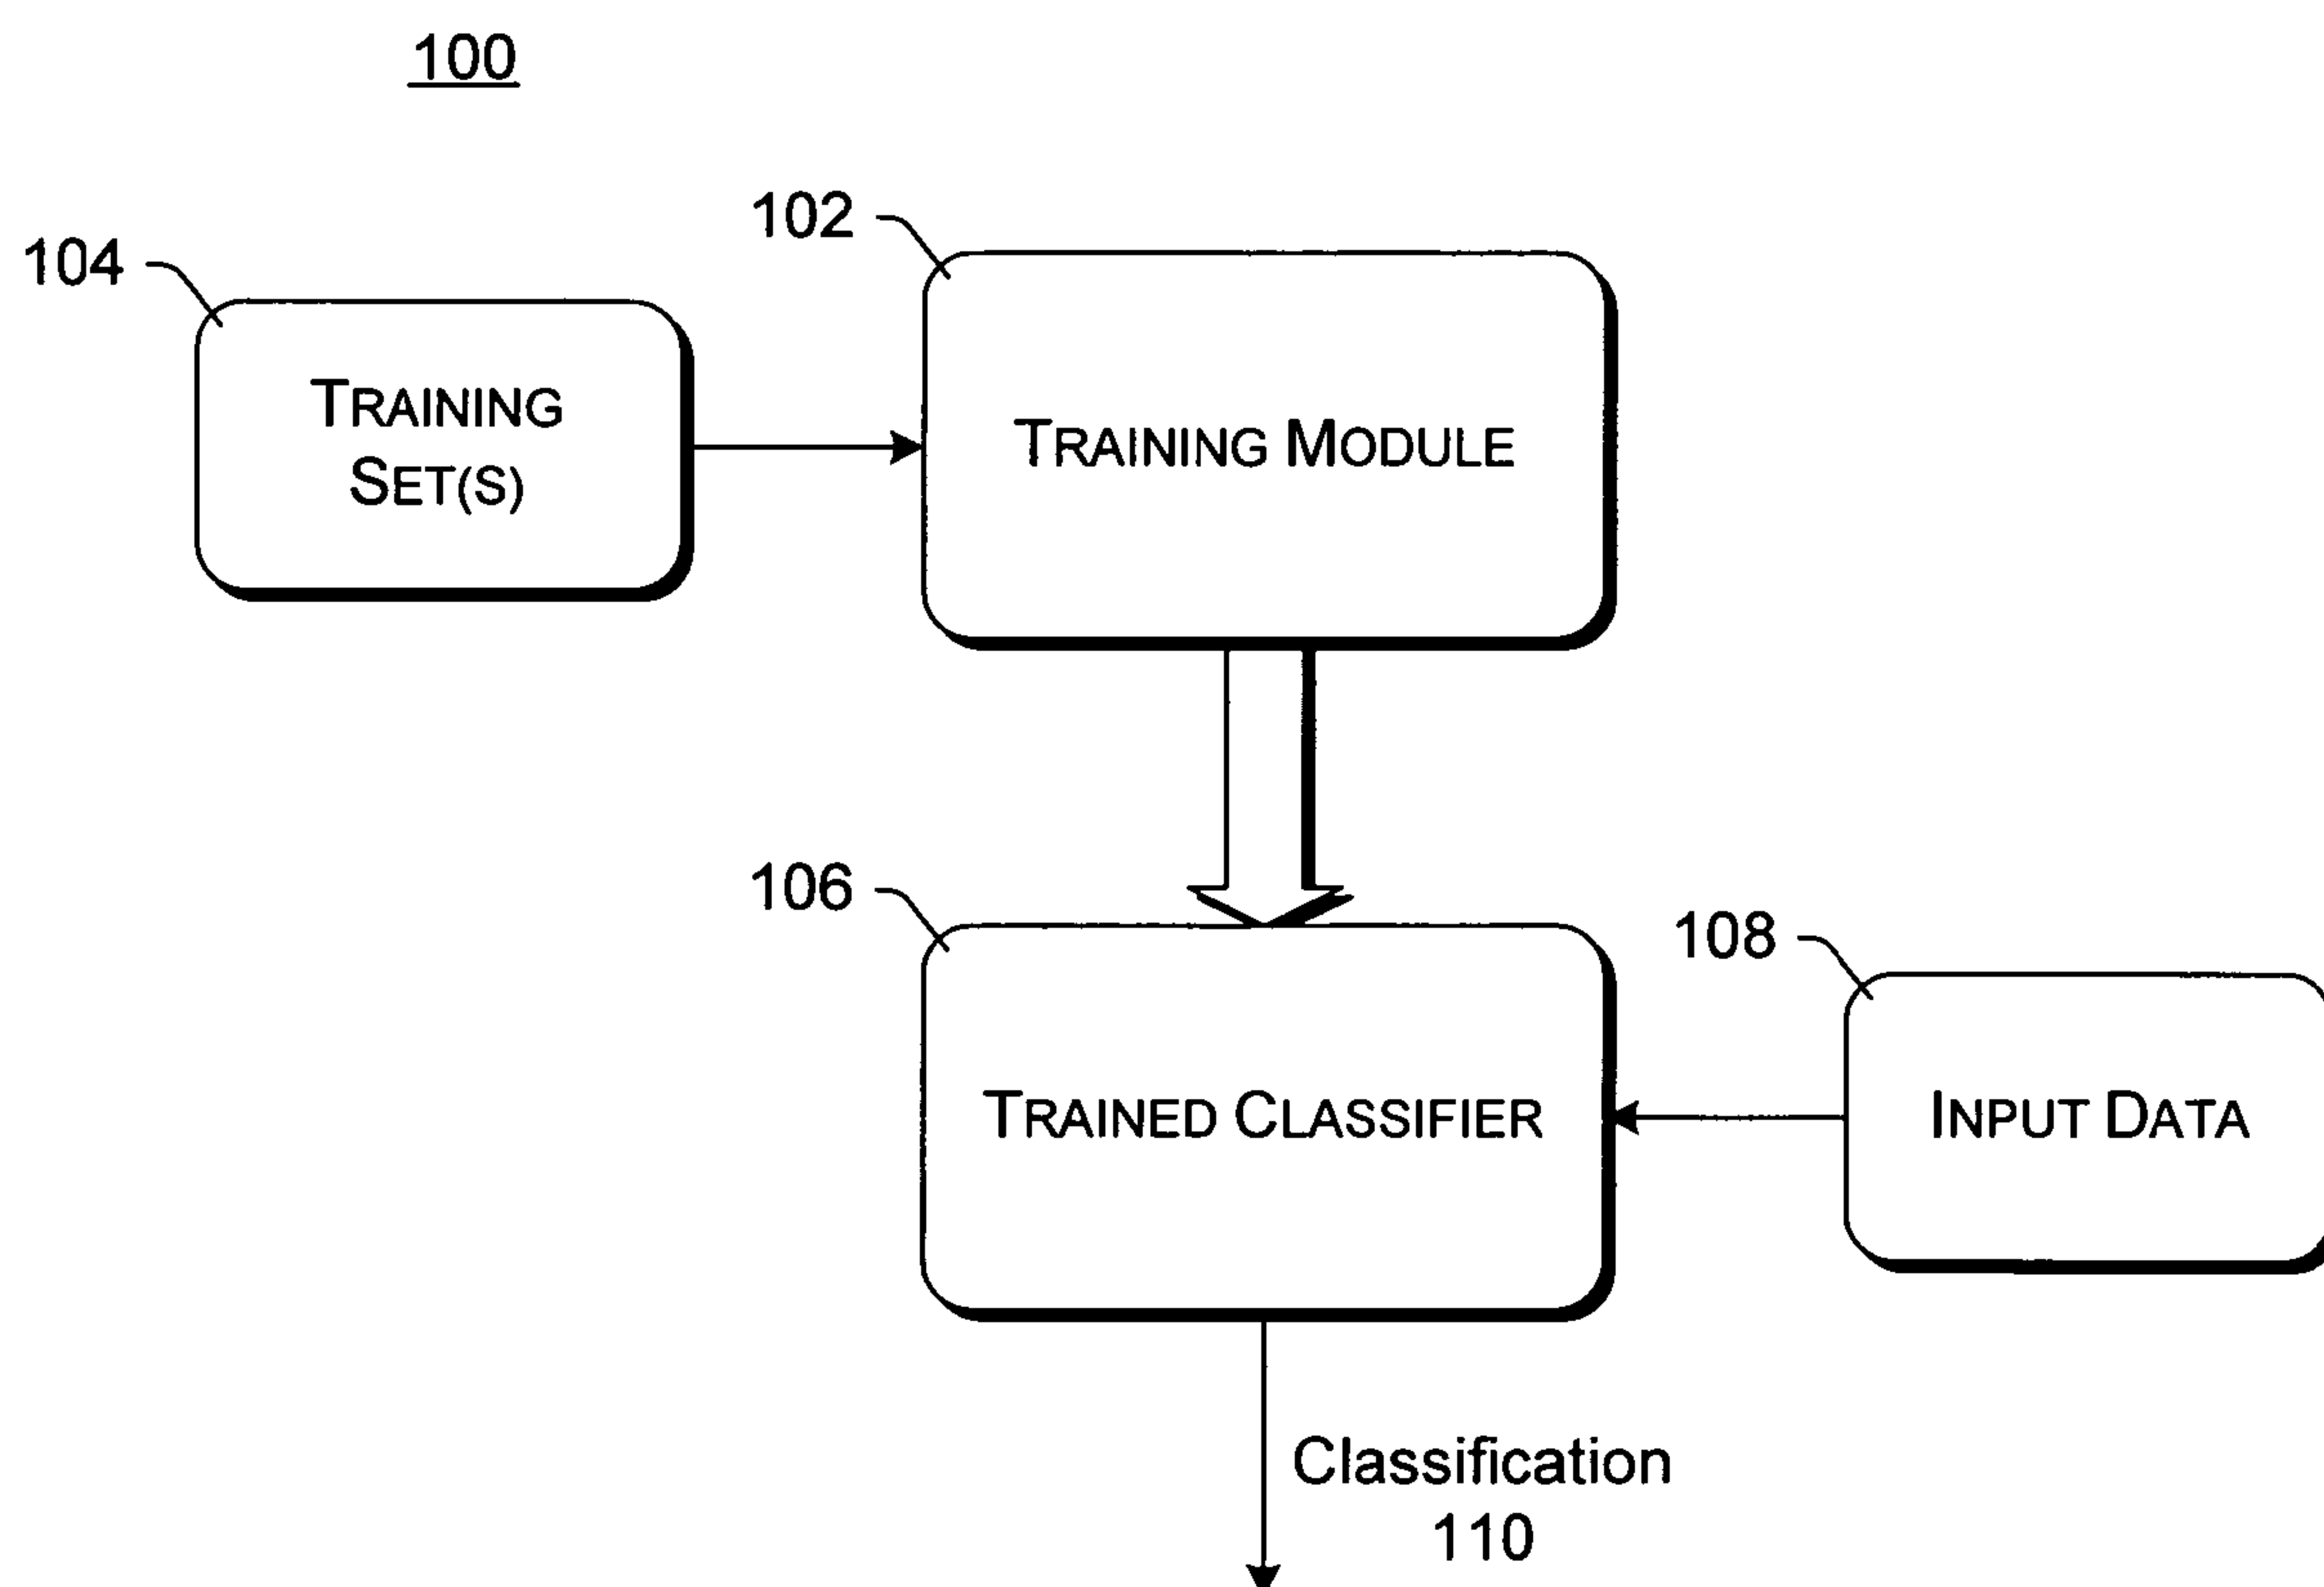 100
102
104
TRAINING
SET(S)
TRAINING MODULE
106
108
TRAINED CLASSIFIER
INPUT DATA
Classification
110